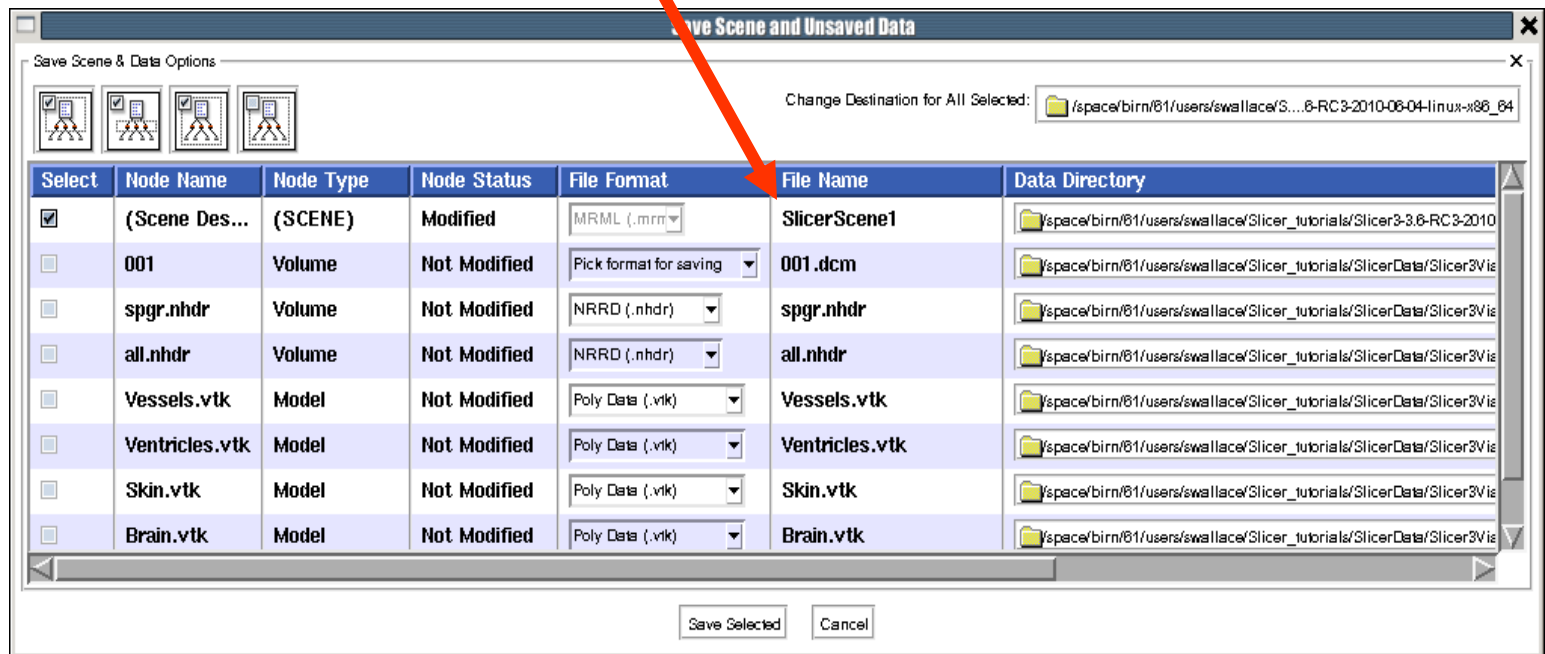 Save Scene and Unsaved Data
Save Scene & Data Options
Change Destination for All Selected: /space/birn/61/users/swallace/S....6-RC3-2010-06-04-linux-x86_64
Select Node Name Node Type Node Status File Format File Name Data Directory
(Scene Des... (SCENE) Modified MRML (.mrm SlicerScene1 /space/birn/61/users/swallace/Slicer_tutorials/Slicer3-3.6-RC3-2010
001 Volume Not Modified Pick format for saving 001.dcm /space/birn/61/users/swallace/Slicer_tutorials/SlicerData/Slicer3Vis
spgr.nhdr Volume Not Modified NRRD (.nhdr) spgr.nhdr /space/birn/61/users/swallace/Slicer_tutorials/SlicerData/Slicer3Vis
all.nhdr Volume Not Modified NRRD (.nhdr) all.nhdr /space/birn/61/users/swallace/Slicer_tutorials/SlicerData/Slicer3Vis
Vessels.vtk Model Not Modified Poly Data (.vtk) Vessels.vtk /space/birn/61/users/swallace/Slicer_tutorials/SlicerData/Slicer3Vis
Ventricles.vtk Model Not Modified Poly Data (.vtk) Ventricles.vtk /space/birn/61/users/swallace/Slicer_tutorials/SlicerData/Slicer3Vis
Skin.vtk Model Not Modified Poly Data (.vtk) Skin.vtk /space/birn/61/users/swallace/Slicer_tutorials/SlicerData/Slicer3Vis
Brain.vtk Model Not Modified Poly Data (.vtk) Brain.vtk /space/birn/61/users/swallace/Slicer_tutorials/SlicerData/Slicer3Vis
Save Selected Cancel